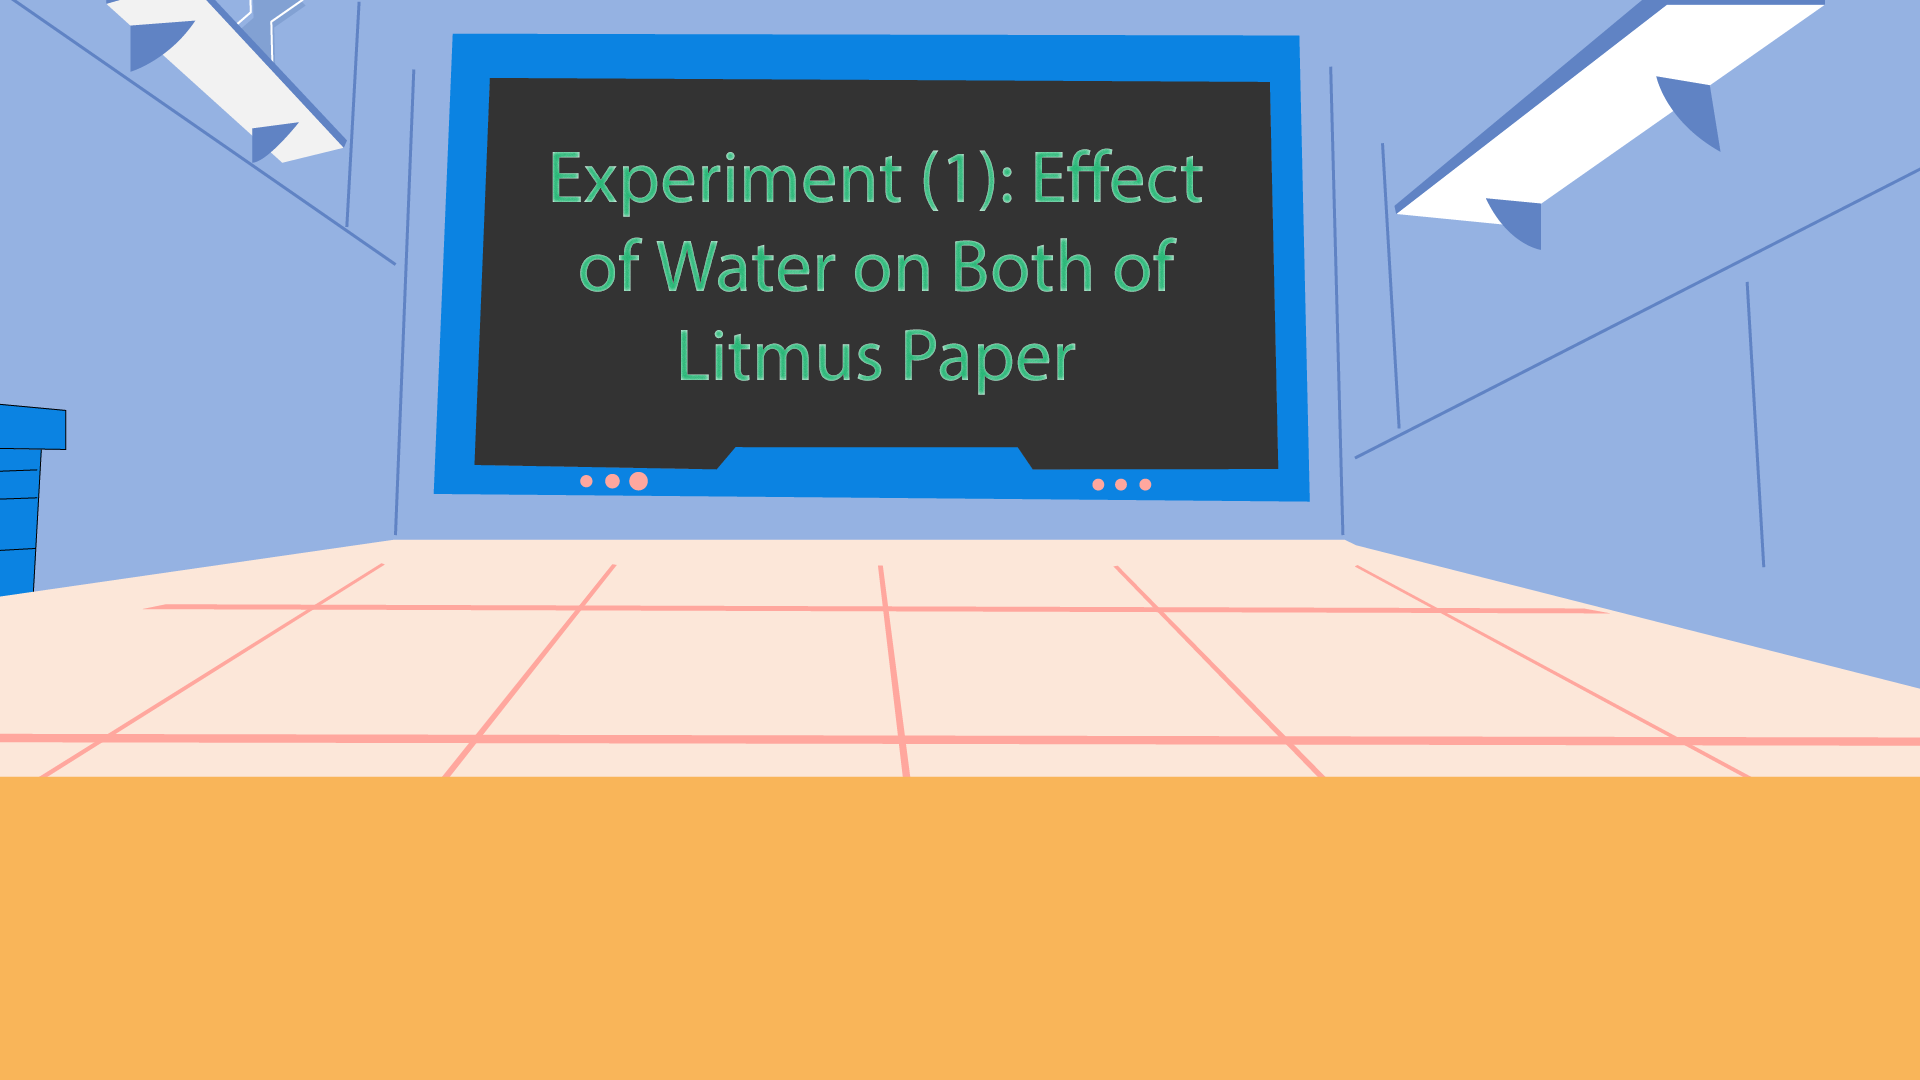 Experiment (1): Effect
of Water on Both of
Litmus Paper